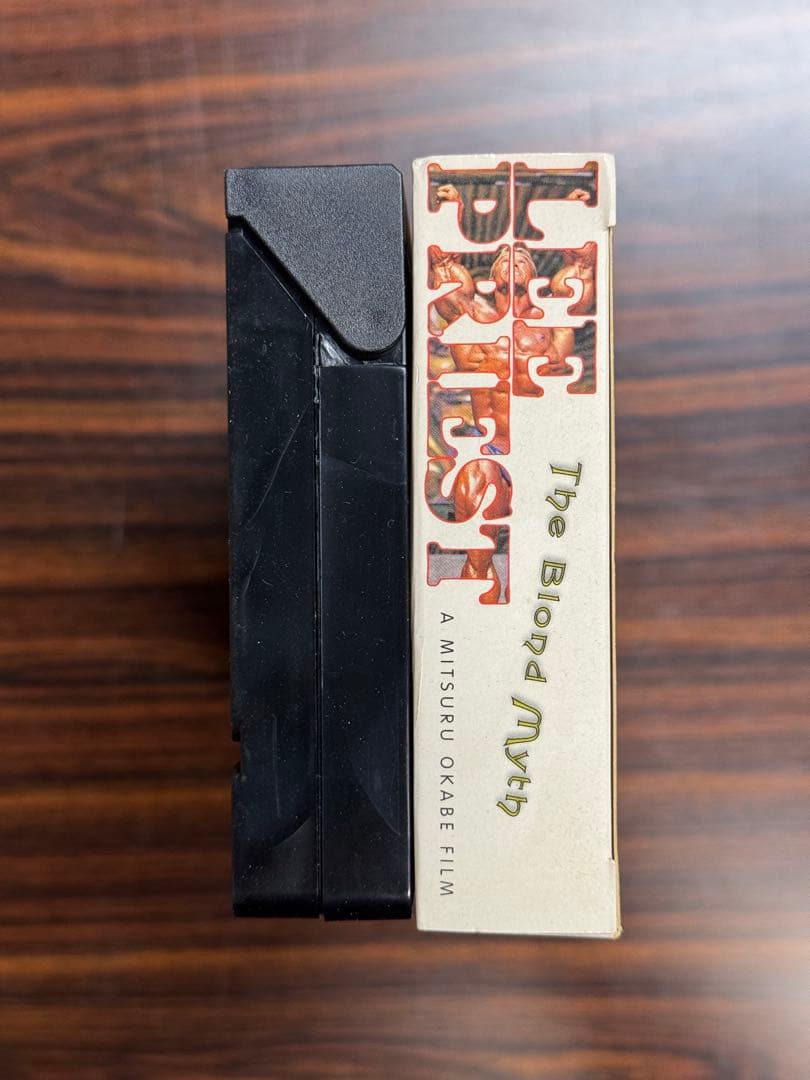 LEE
PRIEST
The Blond Myth
A MITSURU OKABE FILM